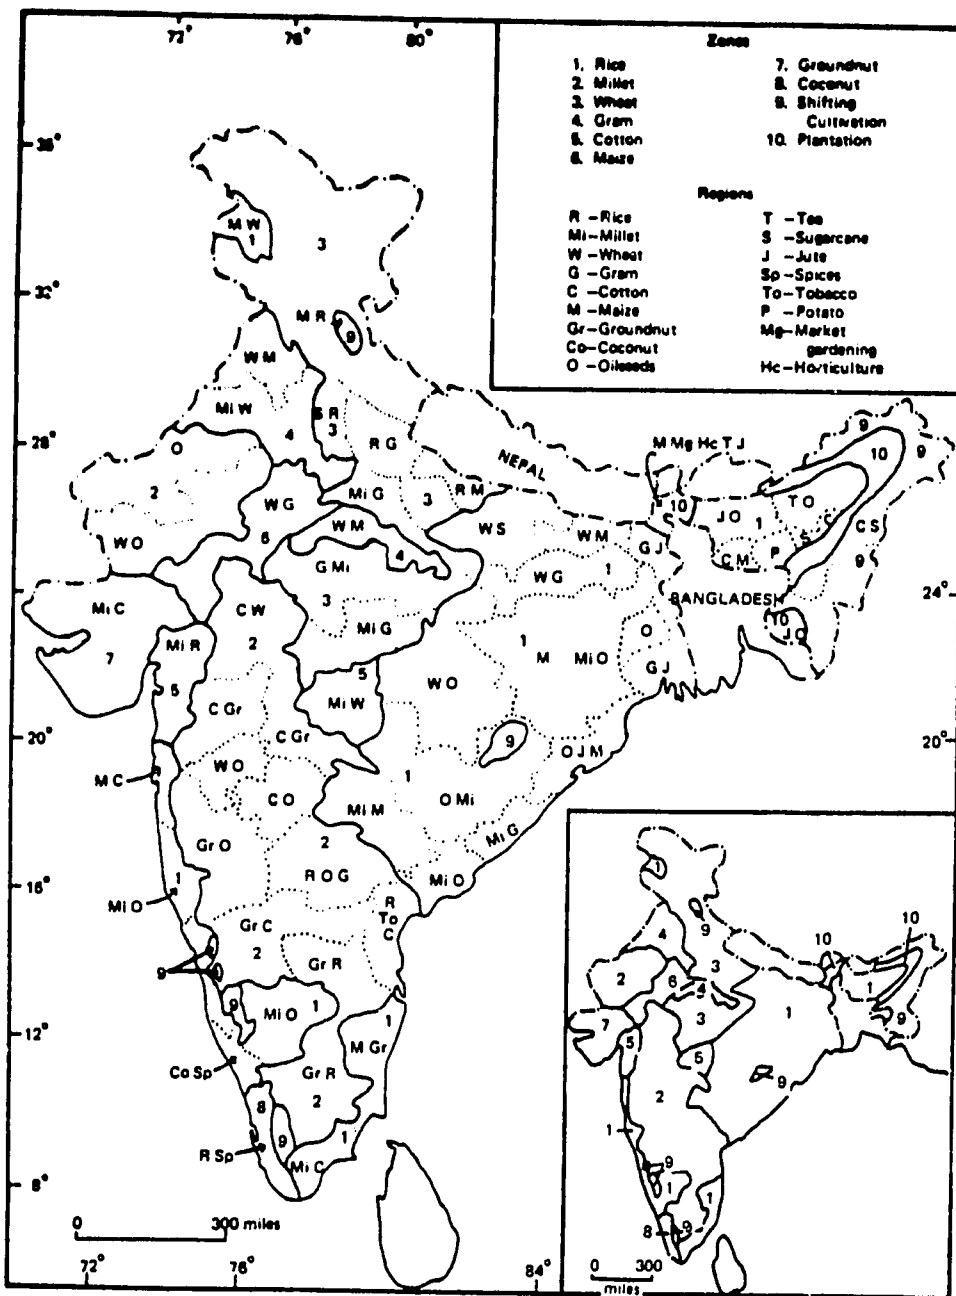 72° 76° 80°
Zones
1. Rice
2. Millet
3. Wheat
4. Gram
5. Cotton
6. Maize
7. Groundnut
8. Coconut
9. Shifting
Cultivation
10. Plantation
Regions
R – Rice
Mi – Millet
W – Wheat
G – Gram
C – Cotton
M – Maize
Gr – Groundnut
Co – Coconut
O – Oilseeds
T – Tea
S – Sugarcane
J – Jute
Sp – Spices
To – Tobacco
P – Potato
Mg – Market
gardening
Hc – Horticulture
36°
M W
1
3
32°
M R
9
W M
Mi W
S R
3
4
R G
28°
O
2
NEPAL
M Mg Hc T J
9
9
10
W G
Mi G
3
R M
10
T O
J O
1
W O
6
W M
4
W S
W M
G J
C
S
C S
P
C M
9
G Mi
W G
1
BANGLADESH
24°
Mi C
C W
3
10
J O
7
Mi R
2
Mi G
1
M
Mi O
O
5
5
Mi W
W O
G J
C Gr
20°
C Gr
9
O J M
20°
M C
W O
1
C O
Mi M
O Mi
Gr O
2
Mi G
1
R O G
Mi O
16°
Mi O
R
To
C
Gr C
2
9
Gr R
9
Mi O
1
1
12°
M Gr
Co Sp
Gr R
8
2
R Sp
9
1
Mi C
8°
0 300 miles
72° 76° 84°
1
9
4
10
10
2
6
3
4
1
7
3
1
9
5
5
2
9
1
9
1
1
8
9
0 300
miles